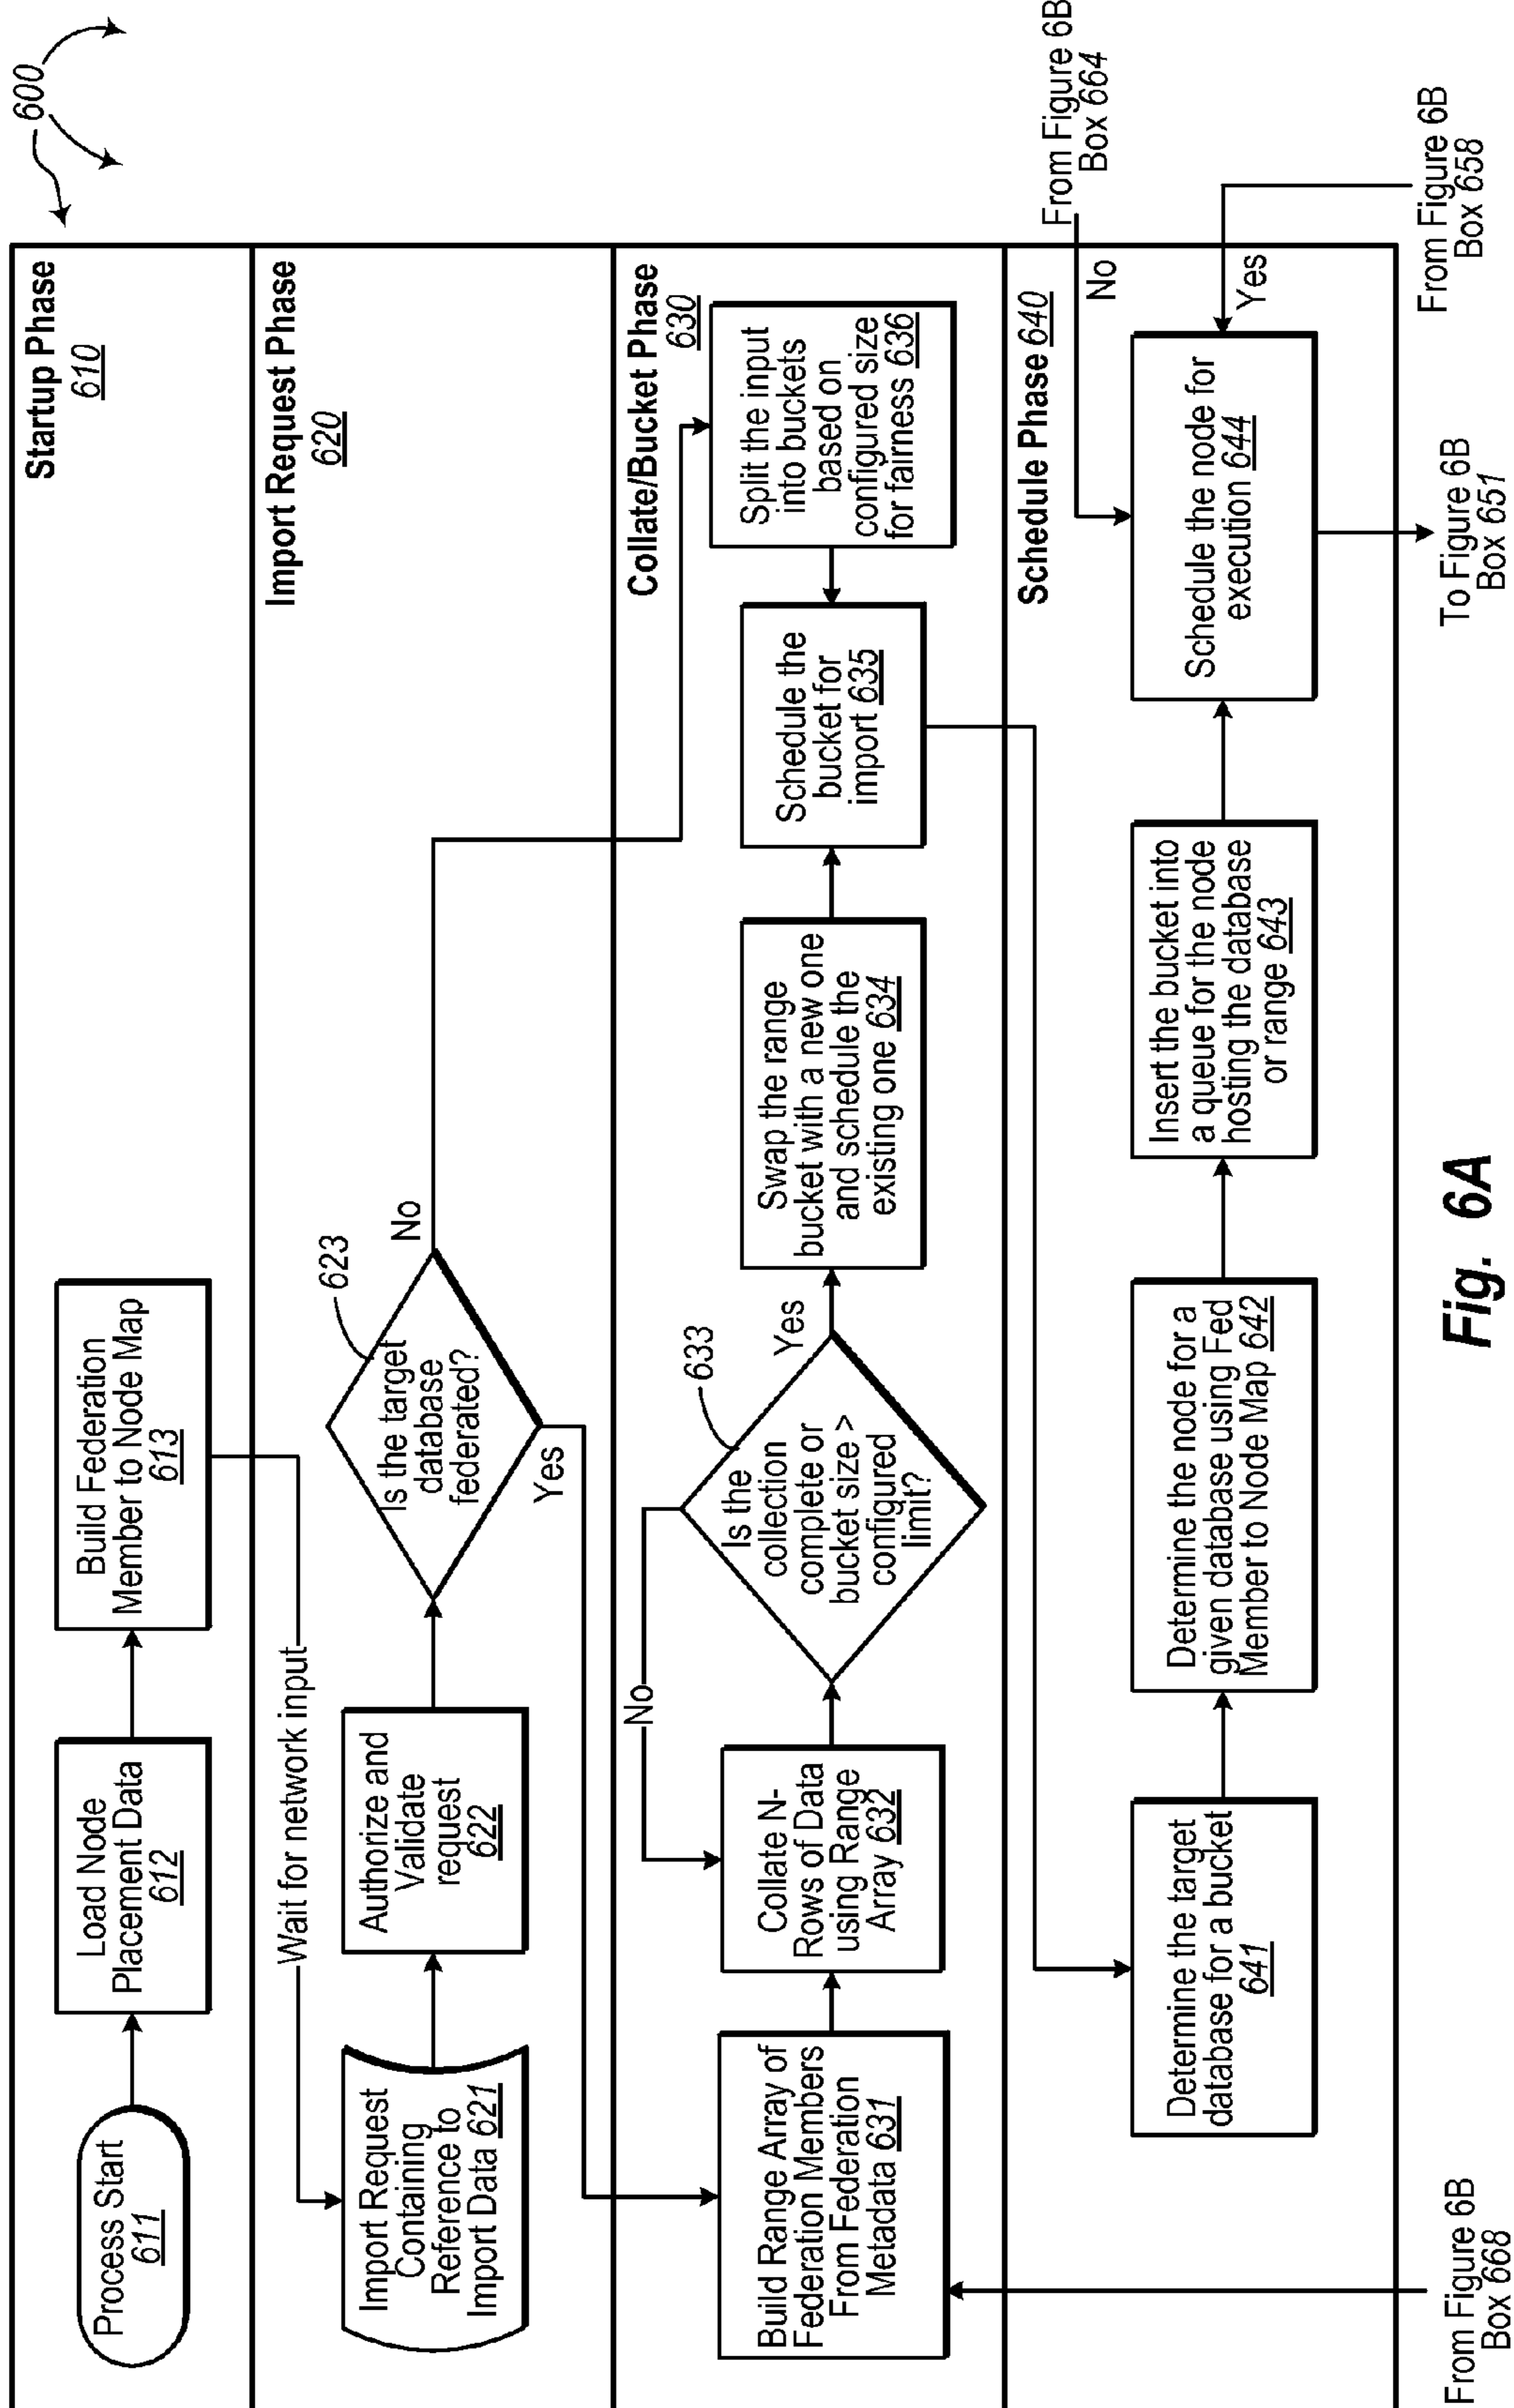 600
Startup Phase
610
Process Start
611
Load Node
Placement Data
612
Build Federation
Member to Node Map
613
Wait for network input
Import Request Phase
620
Import Request
Containing
Reference to
Import Data 621
Authorize and
Validate
request
622
623
Is the target
database
federated?
No
Yes
Collate/Bucket Phase
630
Build Range Array of
Federation Members
From Federation
Metadata 631
Collate N-
Rows of Data
using Range
Array 632
No
633
Is the
collection
complete or
bucket size >
configured
limit?
Yes
Swap the range
bucket with a new one
and schedule the
existing one 634
Schedule the
bucket for
import 635
Split the input
into buckets
based on
configured size
for fairness 636
Schedule Phase 640
Determine the target
database for a bucket
641
Determine the node for a
given database using Fed
Member to Node Map 642
Insert the bucket into
a queue for the node
hosting the database
or range 643
Schedule the node for
execution 644
No
From Figure 6B
Box 664
Yes
From Figure 6B
Box 658
To Figure 6B
Box 651
From Figure 6B
Box 668
Fig. 6A